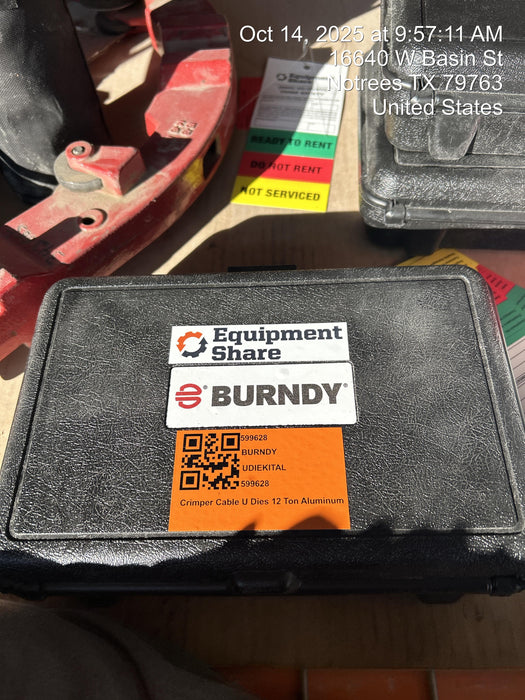 Oct 14, 2025 at 9:57:11 AM
16640 W Basin St
Notrees TX 79763
United States
EquipmentShare
READY TO RENT
DO NOT RENT
NOT SERVICED
Equipment
Share
BURNDY®
599628
BURNDY
UDIEKITAL
599628
Crimper Cable U Dies 12 Ton Aluminum